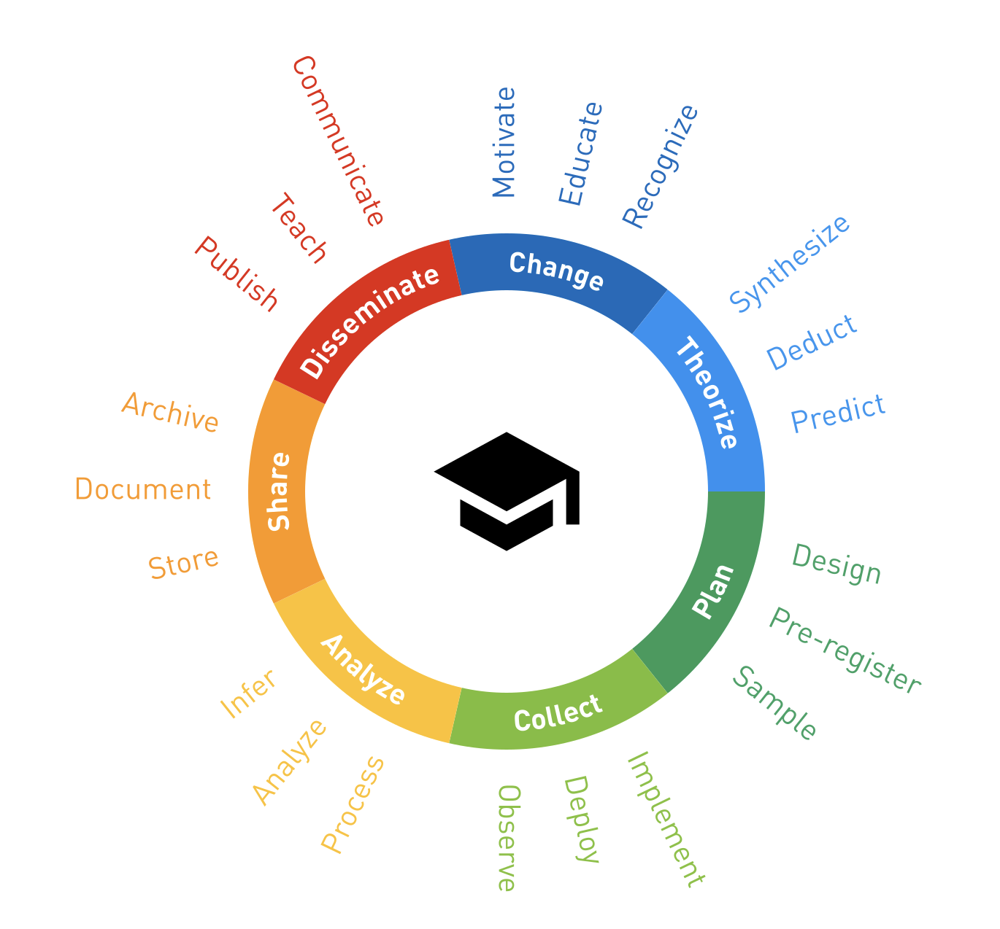 Change
Motivate
Educate
Recognize
Theorize
Synthesize
Deduct
Predict
Plan
Design
Pre-register
Sample
Collect
Implement
Deploy
Observe
Analyze
Process
Analyze
Infer
Share
Store
Document
Archive
Disseminate
Publish
Teach
Communicate